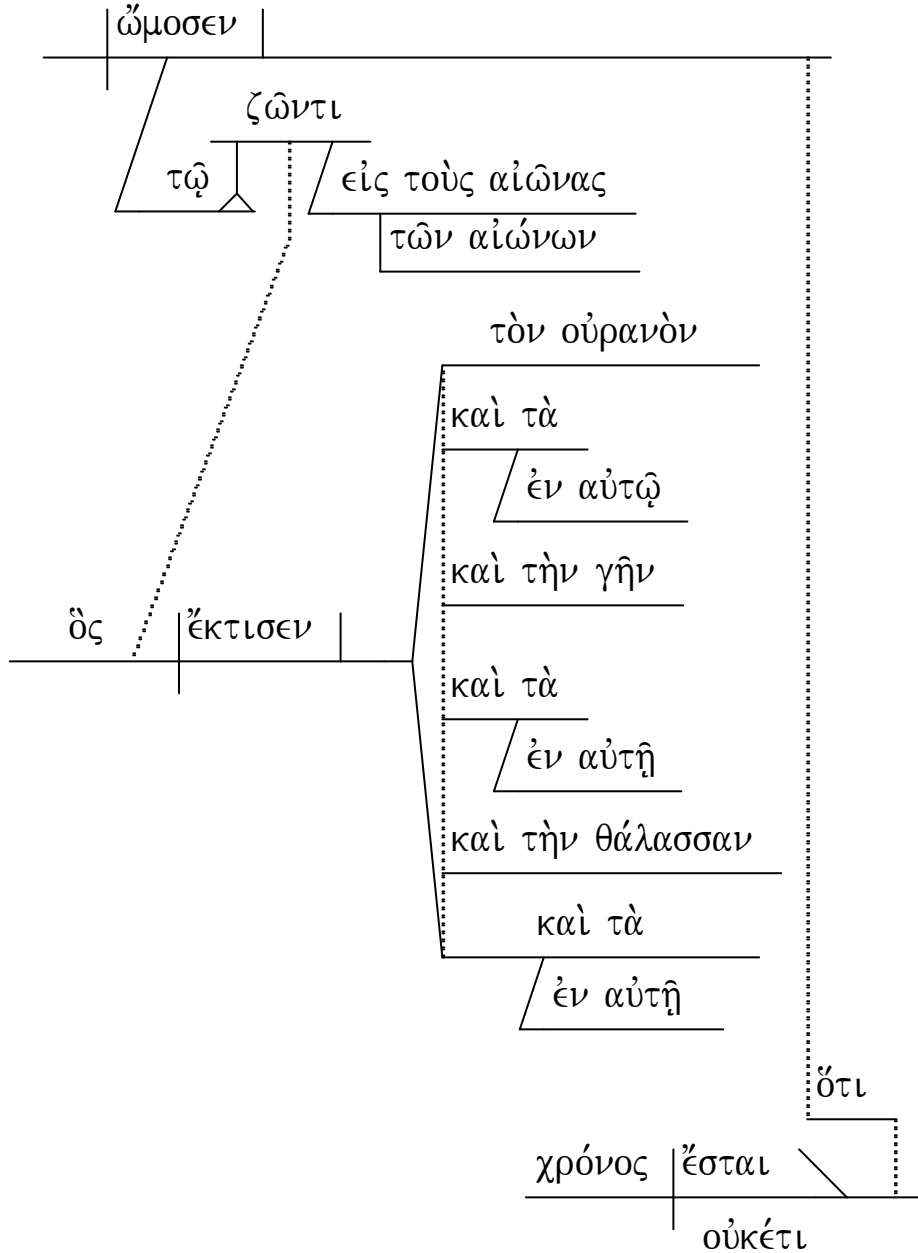 ὤμοσεν
ζῶντι
τῷ
εἰς τοὺς αἰῶνας
τῶν αἰώνων
τὸν οὐρανὸν
καὶ τὰ
ἐν αὐτῷ
καὶ τὴν γῆν
ὃς ἔκτισεν
καὶ τὰ
ἐν αὐτῇ
καὶ τὴν θάλασσαν
καὶ τὰ
ἐν αὐτῇ
ὅτι
χρόνος ἔσται
οὐκέτι